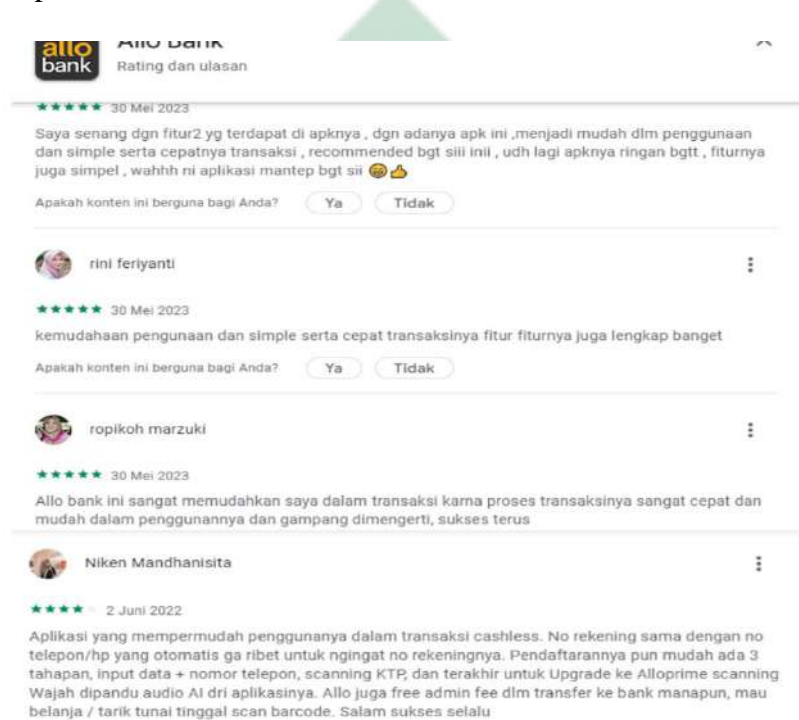 allo
bank
Allo Bank
Rating dan ulasan
30 Mei 2023
Saya senang dgn fitur2 yg terdapat di apknya , dgn adanya apk ini ,menjadi mudah dlm penggunaan
dan simple serta cepatnya transaksi , recommended bgt siii inii , udh lagi apknya ringan bgtt , fiturnya
juga simpel , wahhh ni aplikasi mantep bgt sii 😁👍
Apakah konten ini berguna bagi Anda? Ya Tidak
rini feriyanti
30 Mei 2023
kemudahaan pengunaan dan simple serta cepat transaksinya fitur fiturnya juga lengkap banget
Apakah konten ini berguna bagi Anda? Ya Tidak
ropikoh marzuki
30 Mei 2023
Allo bank ini sangat memudahkan saya dalam transaksi karna proses transaksinya sangat cepat dan
mudah dalam penggunannya dan gampang dimengerti, sukses terus
Niken Mandhanisita
2 Juni 2022
Aplikasi yang mempermudah penggunanya dalam transaksi cashless. No rekening sama dengan no
telepon/hp yang otomatis ga ribet untuk ngingat no rekeningnya. Pendaftarannya pun mudah ada 3
tahapan, input data + nomor telepon, scanning KTP, dan terakhir untuk Upgrade ke Alloprime scanning
Wajah dipandu audio AI dri aplikasinya. Allo juga free admin fee dlm transfer ke bank manapun, mau
belanja / tarik tunai tinggal scan barcode. Salam sukses selalu